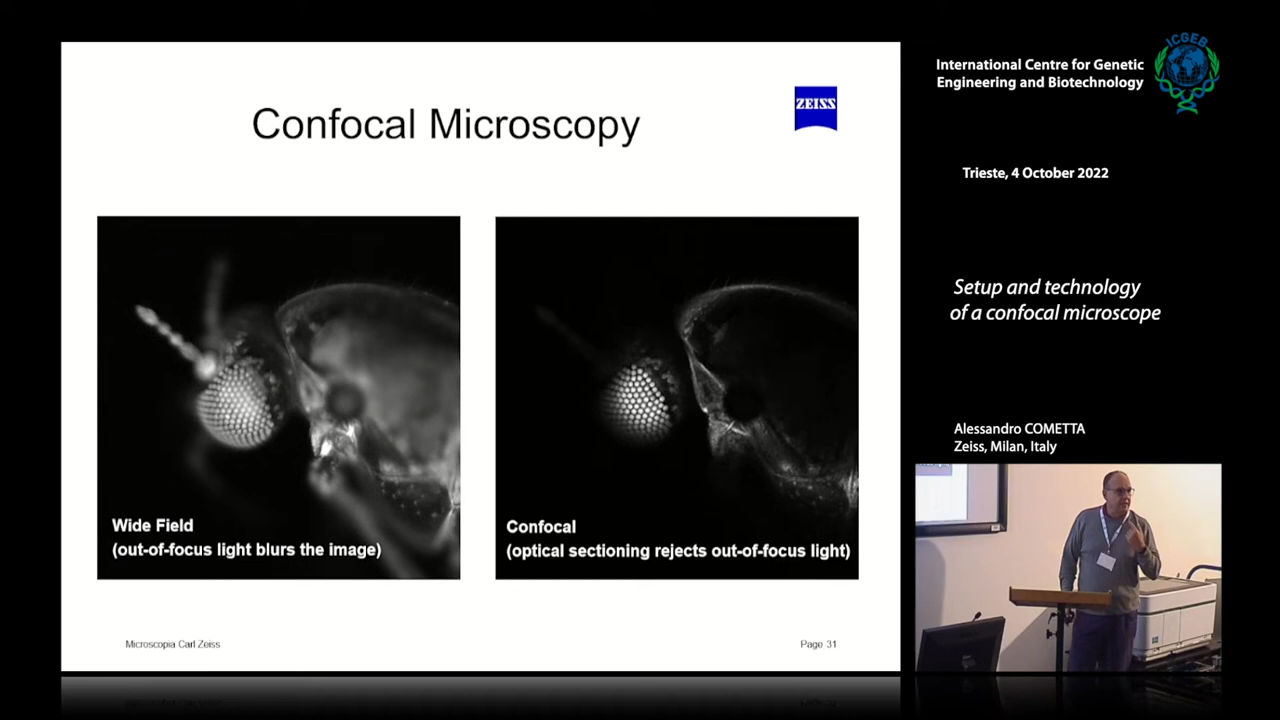 Confocal Microscopy
ZEISS
Wide Field
(out-of-focus light blurs the image)
Confocal
(optical sectioning rejects out-of-focus light)
Microscopia Carl Zeiss
Page 31
International Centre for Genetic
Engineering and Biotechnology
ICGEB
Trieste, 4 October 2022
Setup and technology
of a confocal microscope
Alessandro COMETTA
Zeiss, Milan, Italy